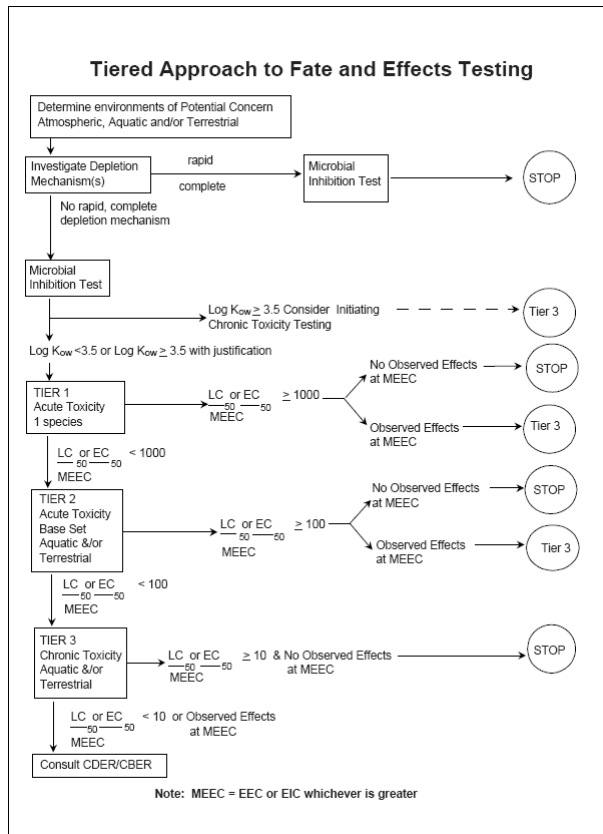 Tiered Approach to Fate and Effects Testing
Determine environments of Potential Concern
Atmospheric, Aquatic and/or Terrestrial
Investigate Depletion
Mechanism(s)
rapid
complete
Microbial
Inhibition Test
STOP
No rapid, complete
depletion mechanism
Microbial
Inhibition Test
Log Kow ≥ 3.5 Consider Initiating
Chronic Toxicity Testing
Tier 3
Log Kow <3.5 or Log Kow ≥ 3.5 with justification
TIER 1
Acute Toxicity
1 species
LC50 or EC50 ≥ 1000
MEEC
No Observed Effects
at MEEC
STOP
Observed Effects
at MEEC
Tier 3
LC50 or EC50 < 1000
MEEC
TIER 2
Acute Toxicity
Base Set
Aquatic &/or
Terrestrial
LC50 or EC50 ≥ 100
MEEC
No Observed Effects
at MEEC
STOP
Observed Effects
at MEEC
Tier 3
LC50 or EC50 < 100
MEEC
TIER 3
Chronic Toxicity
Aquatic &/or
Terrestrial
LC50 or EC50 ≥ 10 & No Observed Effects
MEEC at MEEC
STOP
LC50 or EC50 < 10 or Observed Effects
MEEC at MEEC
Consult CDER/CBER
Note: MEEC = EEC or EIC whichever is greater